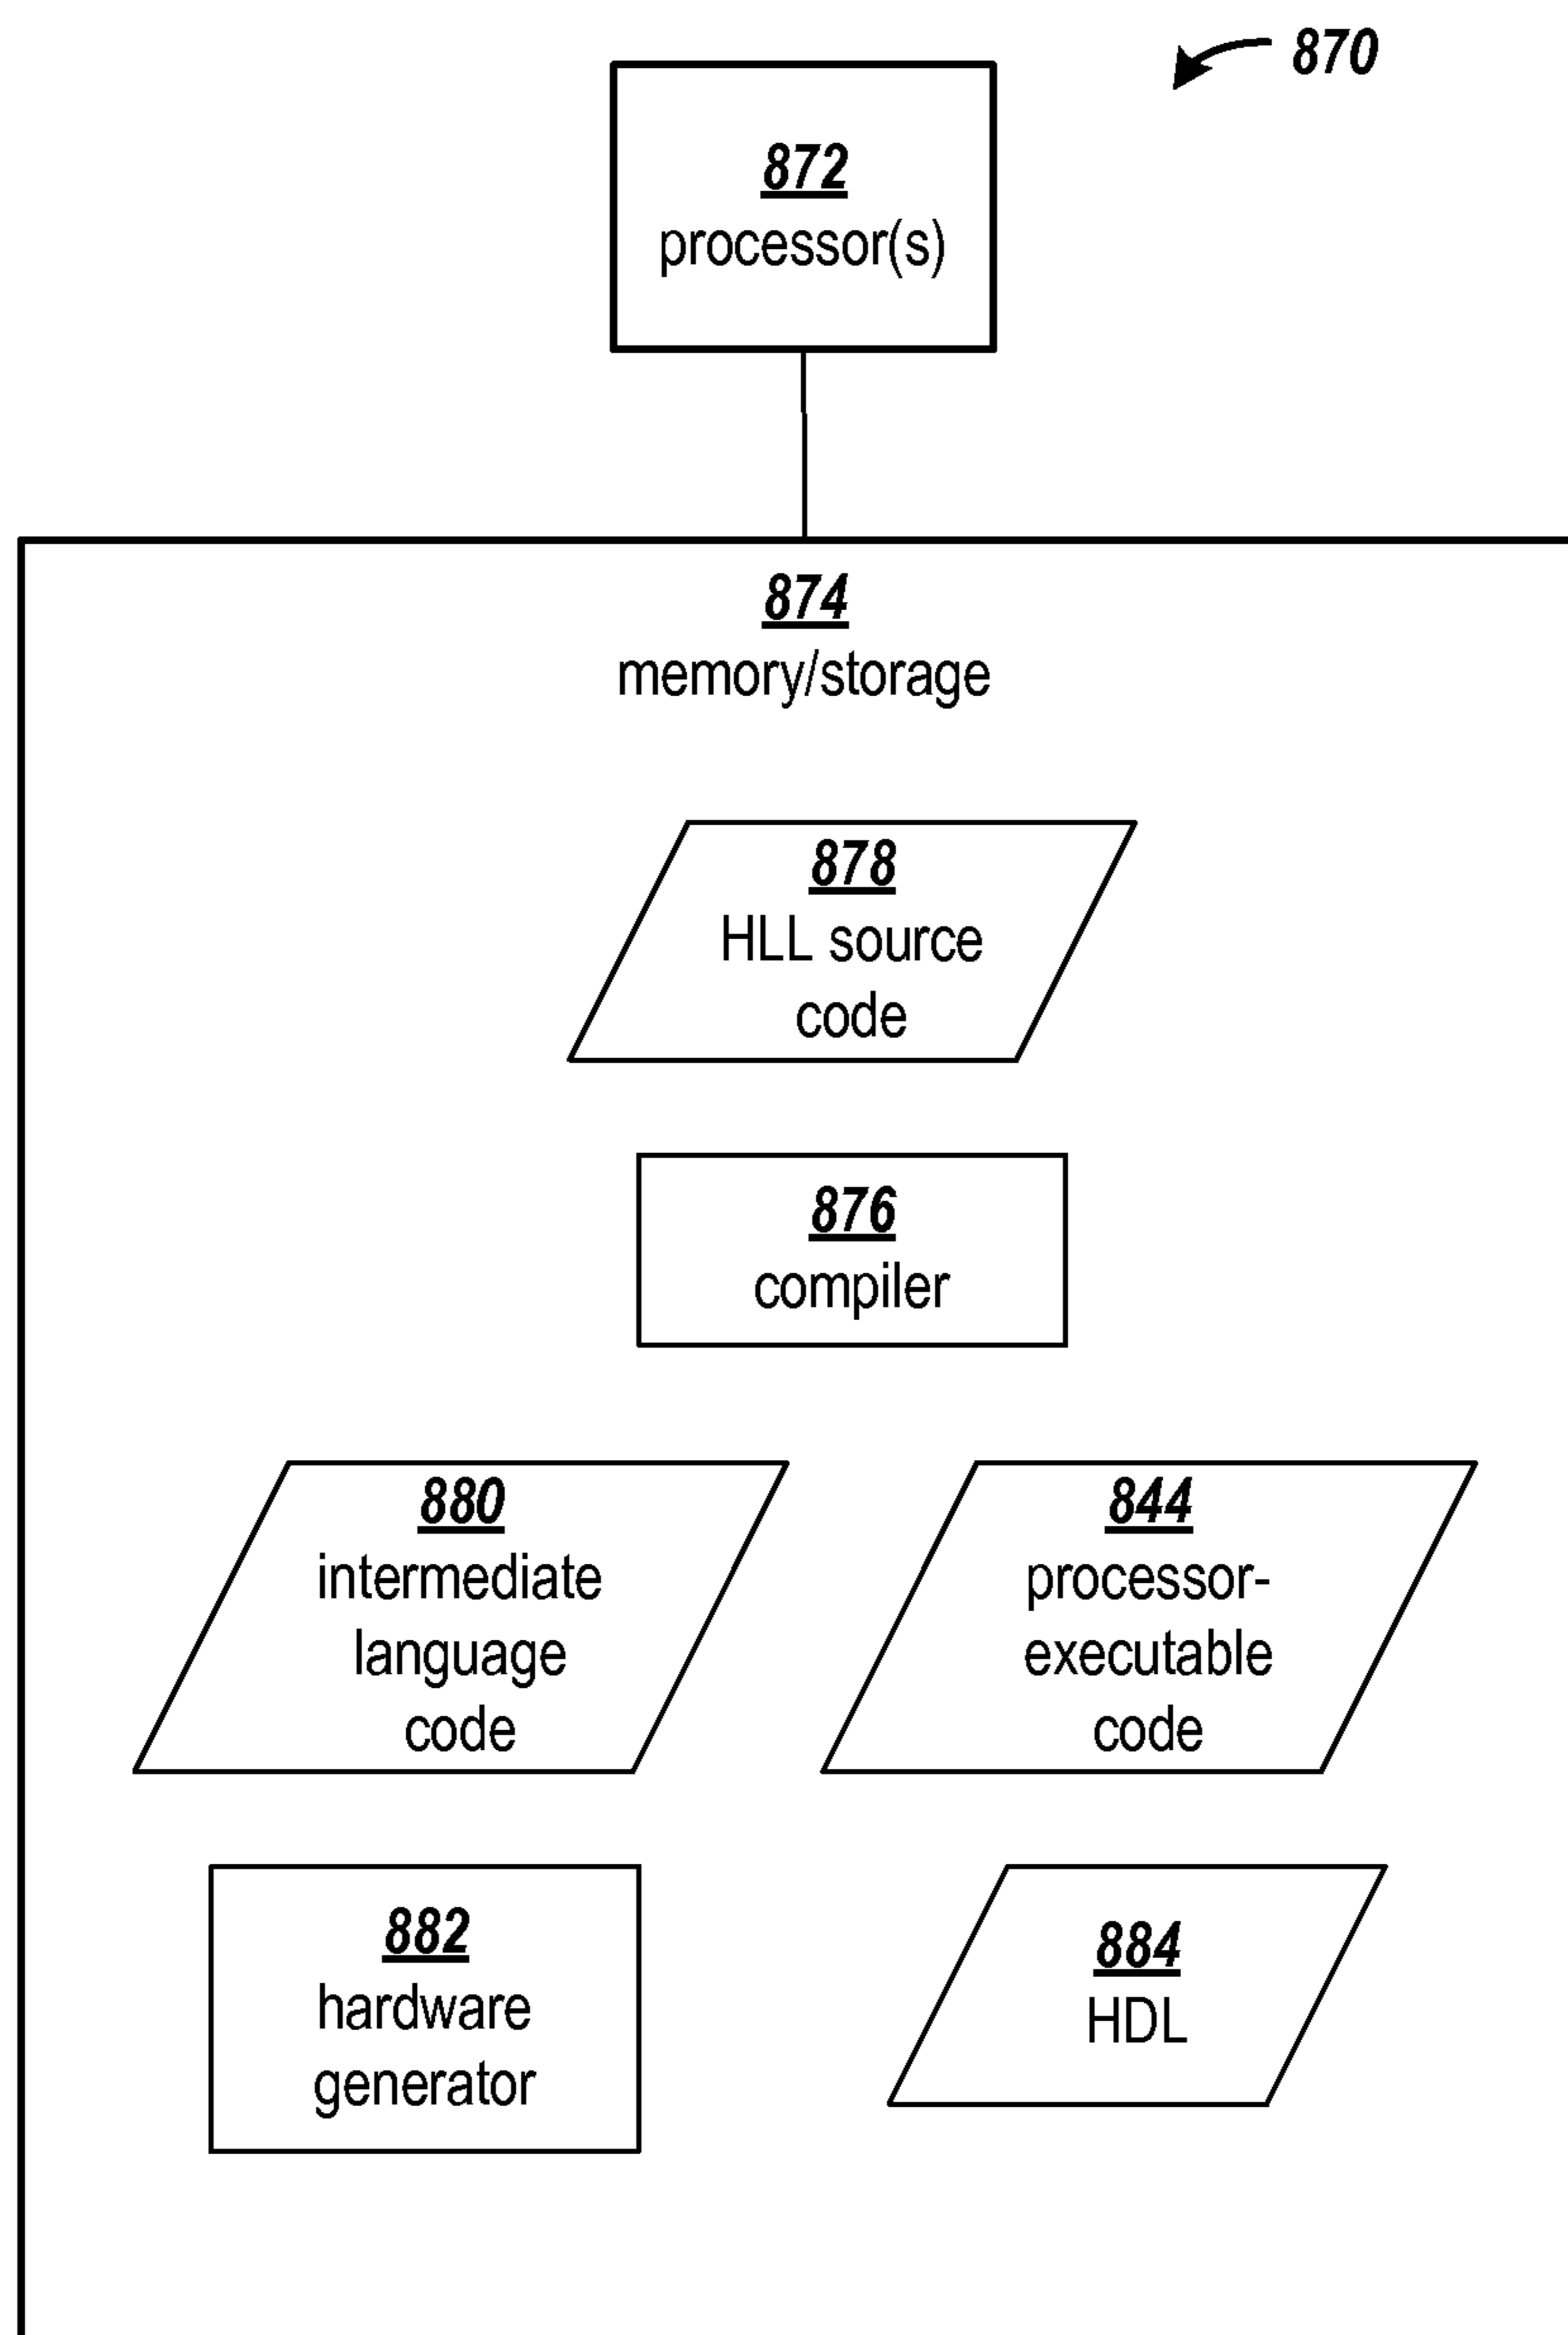 870
872
processor(s)
874
memory/storage
878
HLL source
code
876
compiler
880
intermediate
language
code
844
processor-
executable
code
882
hardware
generator
884
HDL